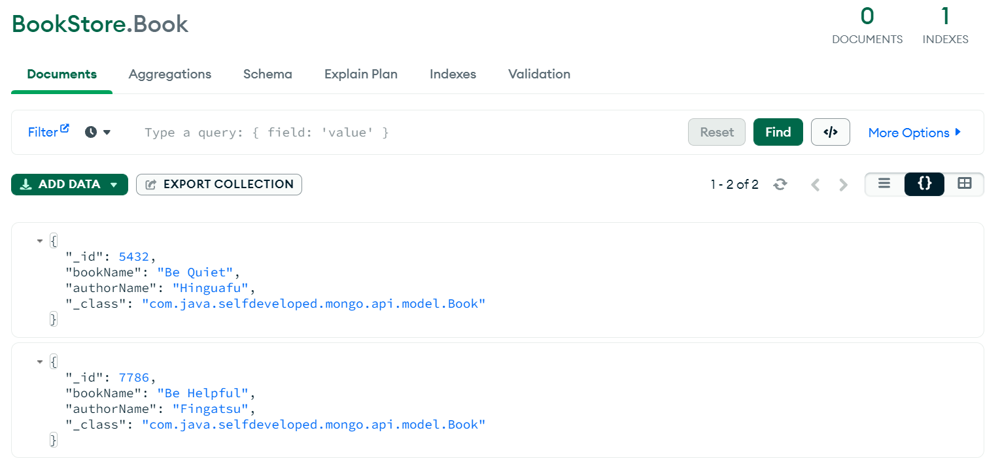 BookStore.Book
0 1
DOCUMENTS INDEXES
Documents Aggregations Schema Explain Plan Indexes Validation
Filter Type a query: { field: 'value' } Reset Find </> More Options
ADD DATA EXPORT COLLECTION 1 - 2 of 2 {}
{
"_id": 5432,
"bookName": "Be Quiet",
"authorName": "Hinguafu",
"_class": "com.java.selfdeveloped.mongo.api.model.Book"
}
{
"_id": 7786,
"bookName": "Be Helpful",
"authorName": "Fingatsu",
"_class": "com.java.selfdeveloped.mongo.api.model.Book"
}